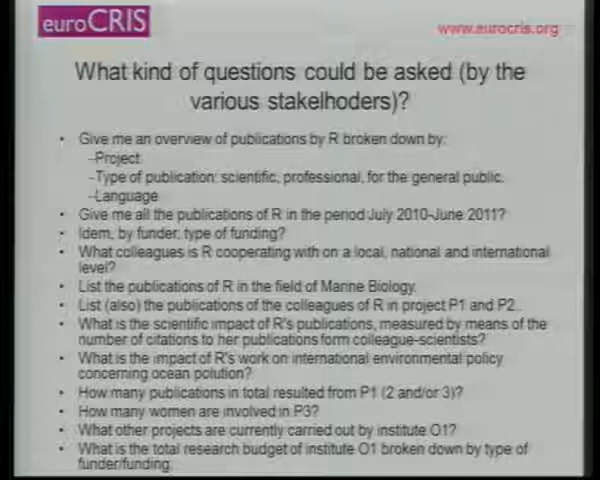 euroCRIS
www.eurocris.org
What kind of questions could be asked (by the
various stakelhoders)?
• Give me an overview of publications by R broken down by:
–Project
–Type of publication: scientific, professional, for the general public.
–Language
• Give me all the publications of R in the period July 2010-June 2011?
• Idem, by funder, type of funding?
• What colleagues is R cooperating with on a local, national and international
level?
• List the publications of R in the field of Marine Biology.
• List (also) the publications of the colleagues of R in project P1 and P2..
• What is the scientific impact of R's publications, measured by means of the
number of citations to her publications form colleague-scientists?
• What is the impact of R's work on international environmental policy
concerning ocean polution?
• How many publications in total resulted from P1 (2 and/or 3)?
• How many women are involved in P3?
• What other projects are currently carried out by institute O1?
• What is the total research budget of institute O1 broken down by type of
funder/funding.